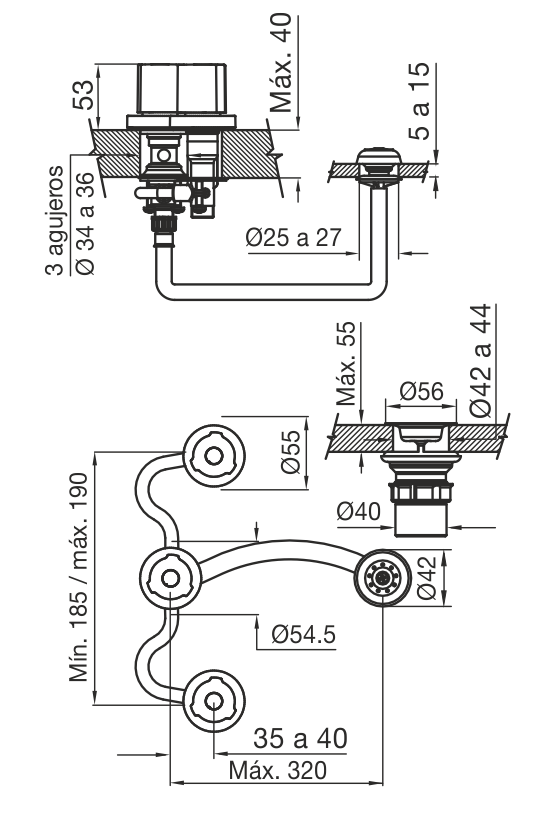 Máx. 40
53
5 a 15
3 agujeros
Ø 34 a 36
Ø25 a 27
Máx. 55
Ø42 a 44
Ø56
Ø55
Ø40
Mín. 185 / máx. 190
Ø42
Ø54.5
35 a 40
Máx. 320